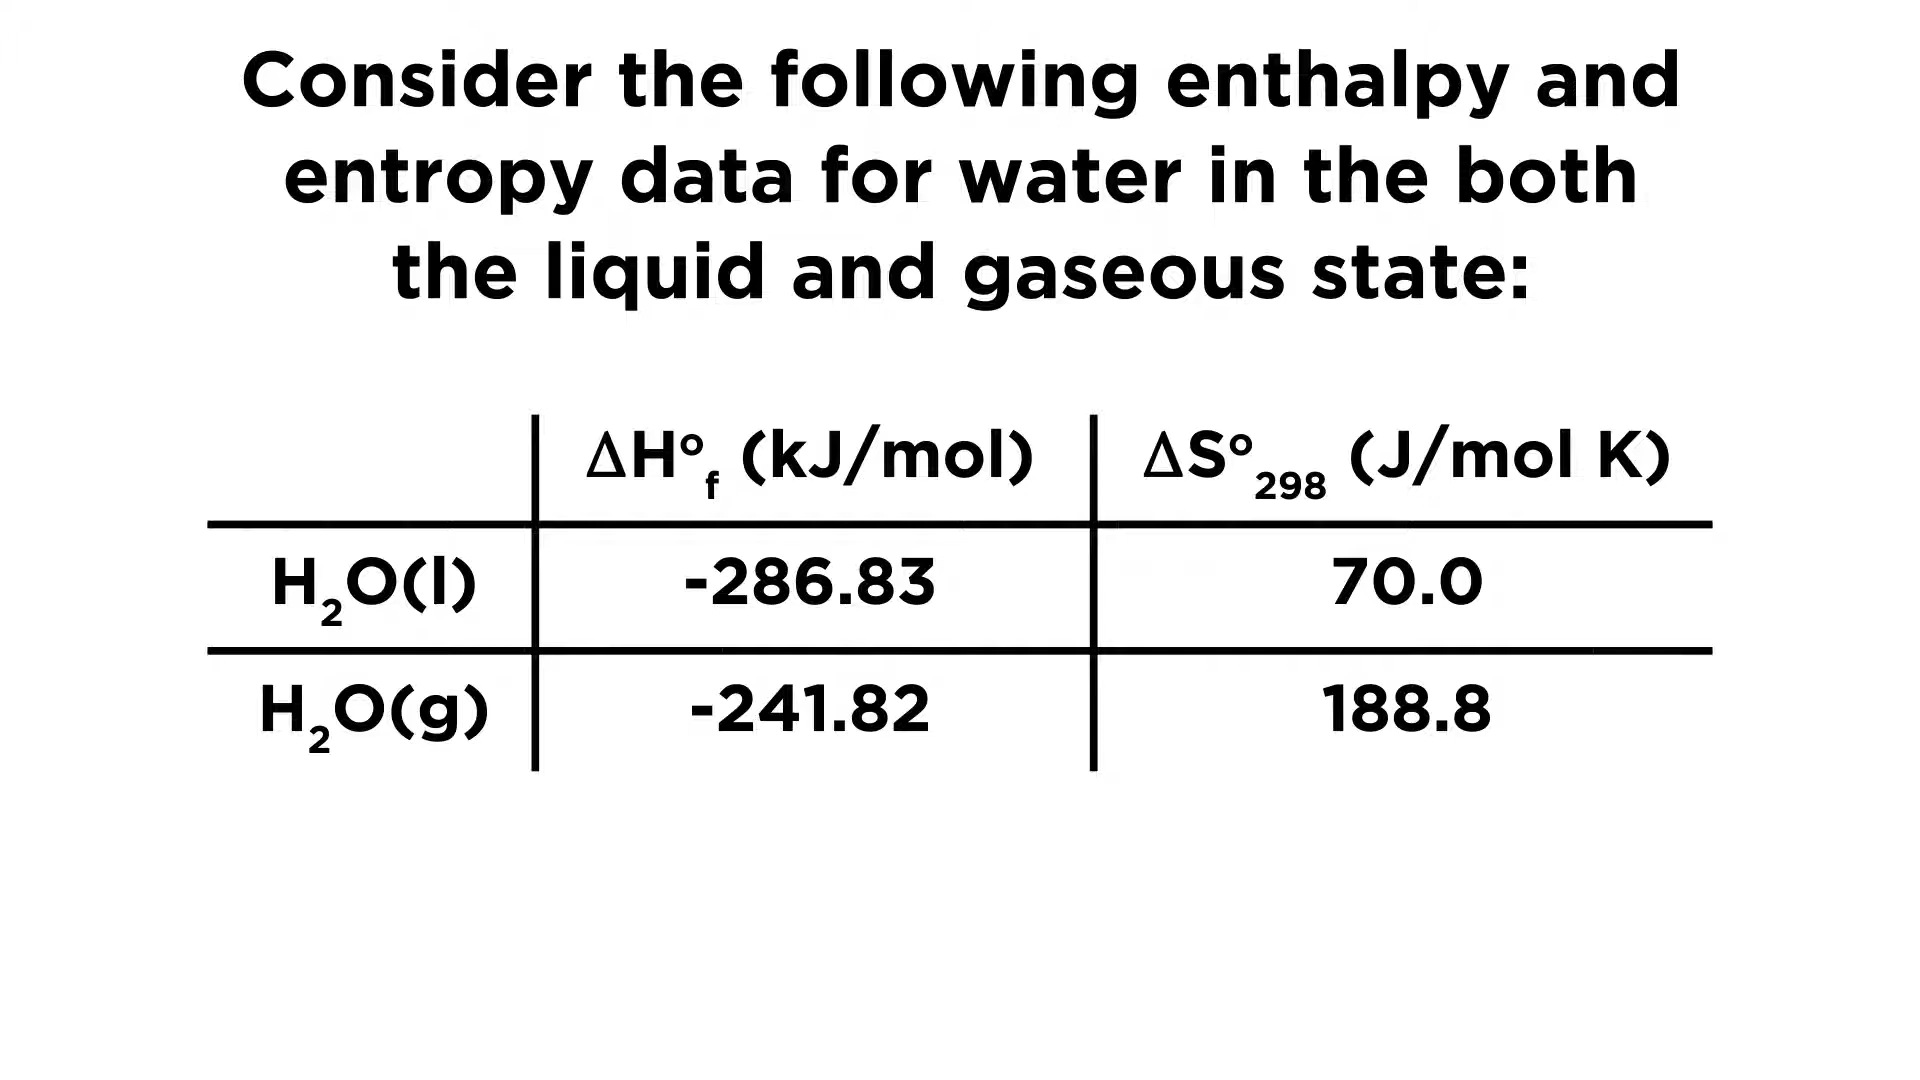 Consider the following enthalpy and
entropy data for water in the both
the liquid and gaseous state:
ΔH°f (kJ/mol) ΔS°298 (J/mol K)
H2O(l) -286.83 70.0
H2O(g) -241.82 188.8